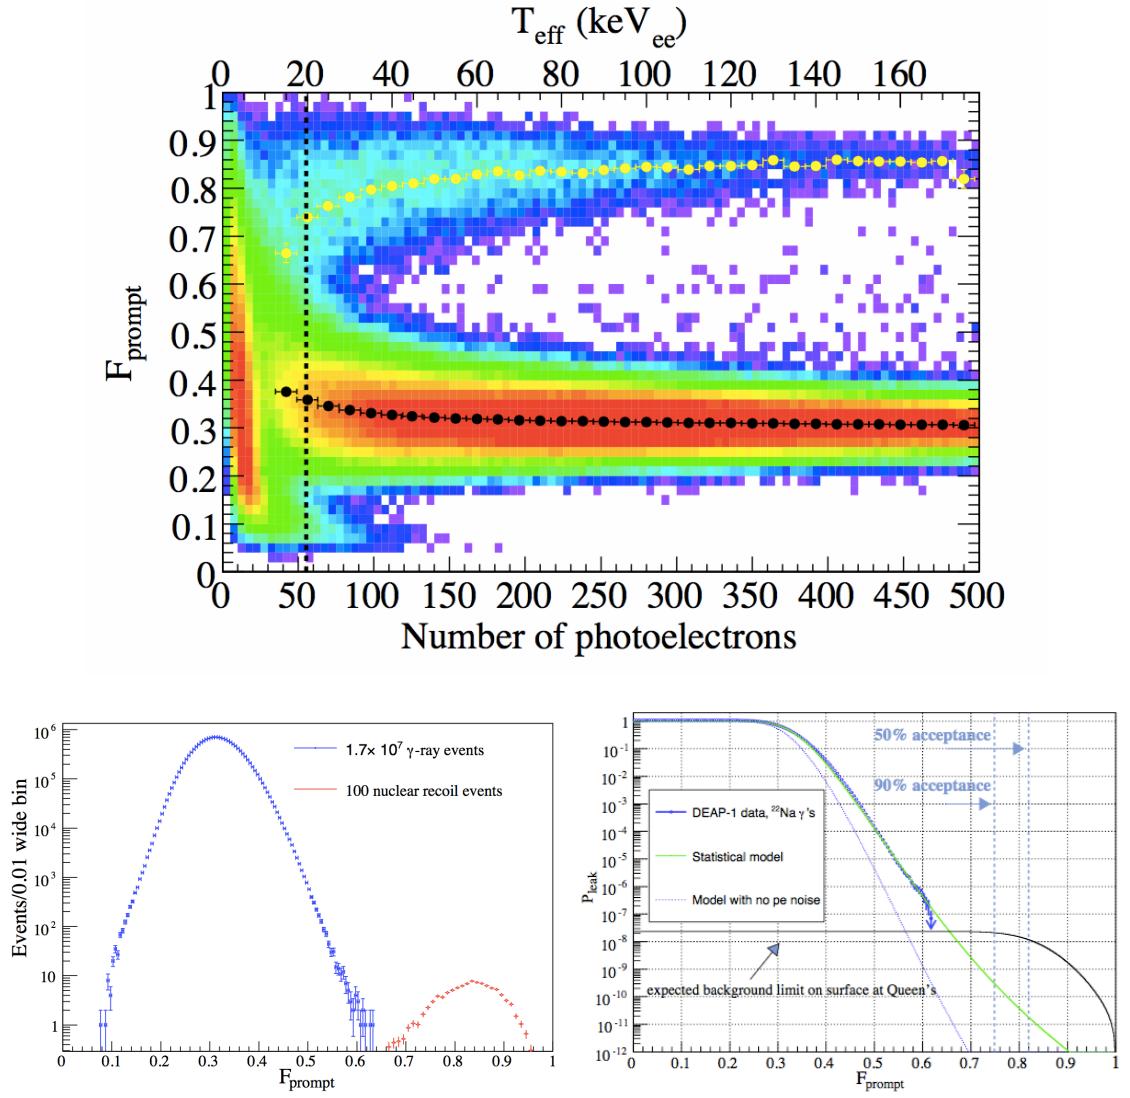 T_eff (keV_ee)
0 20 40 60 80 100 120 140 160
1
0.9
0.8
0.7
0.6
0.5
0.4
0.3
0.2
0.1
0
F_prompt
0 50 100 150 200 250 300 350 400 450 500
Number of photoelectrons
Events/0.01 wide bin
10^6
10^5
10^4
10^3
10^2
10
1
1.7× 10^7 γ-ray events
100 nuclear recoil events
0 0.1 0.2 0.3 0.4 0.5 0.6 0.7 0.8 0.9 1
F_prompt
P_leak
1
10^-1
10^-2
10^-3
10^-4
10^-5
10^-6
10^-7
10^-8
10^-9
10^-10
10^-11
10^-12
50% acceptance
90% acceptance
DEAP-1 data, ^22Na γ's
Statistical model
Model with no pe noise
expected background limit on surface at Queen's
0 0.1 0.2 0.3 0.4 0.5 0.6 0.7 0.8 0.9 1
F_prompt